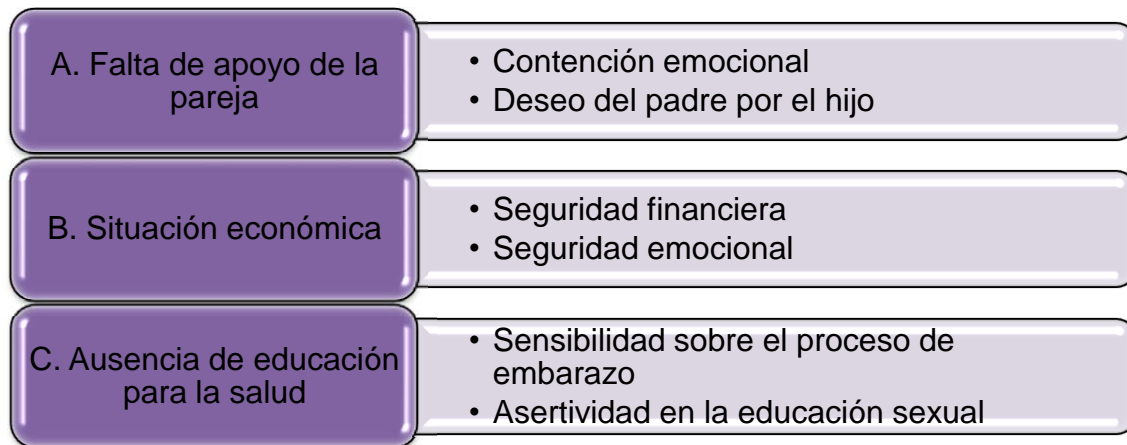 A. Falta de apoyo de la
pareja
• Contención emocional
• Deseo del padre por el hijo
B. Situación económica
• Seguridad financiera
• Seguridad emocional
C. Ausencia de educación
para la salud
• Sensibilidad sobre el proceso de
embarazo
• Asertividad en la educación sexual